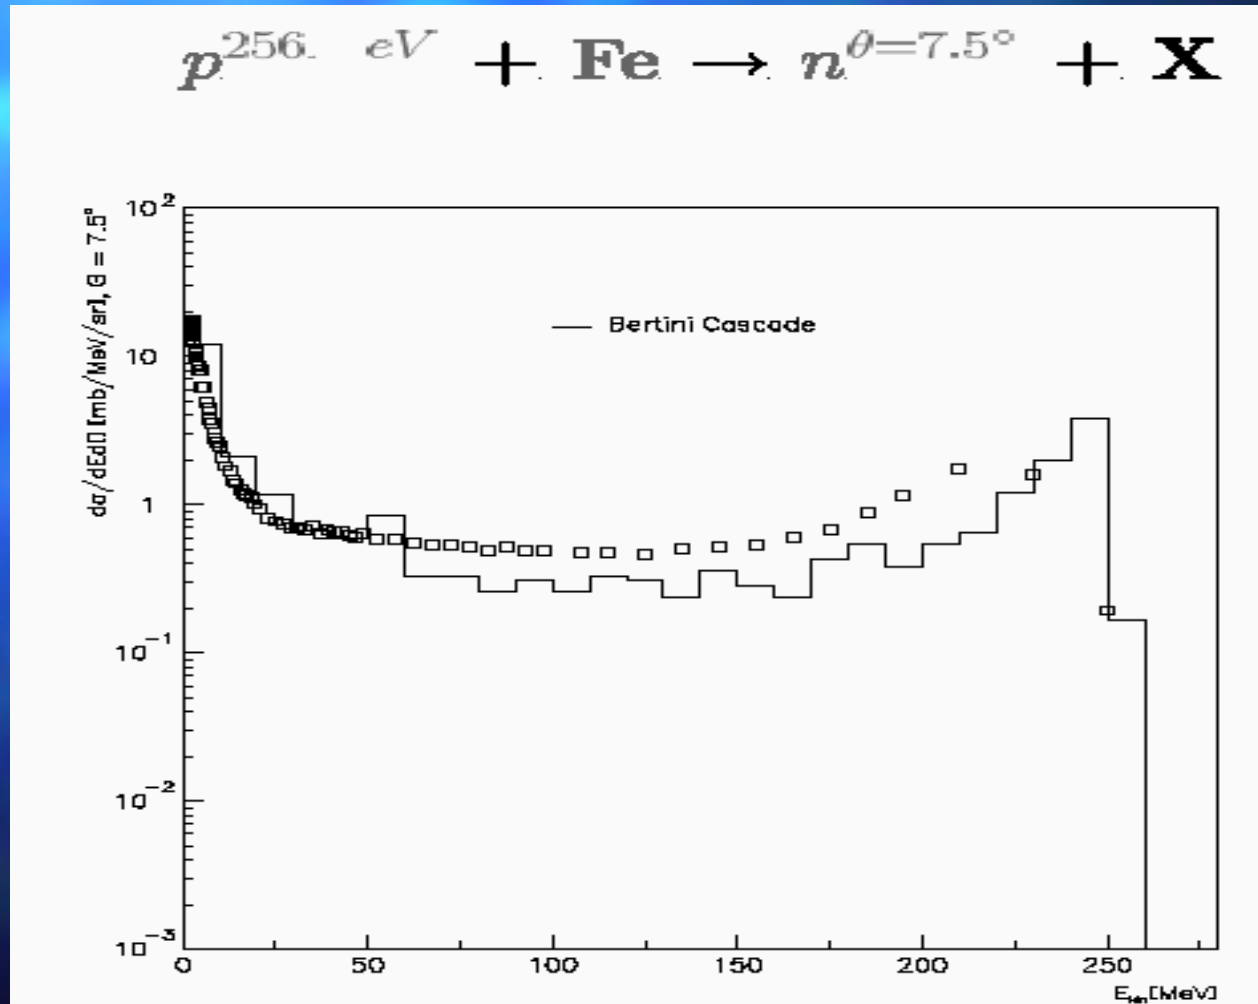 p^256. eV + Fe → n^θ=7.5° + X
dσ/dEdΩ [mb/MeV/sr], Θ = 7.5°
10^2
10
1
10^-1
10^-2
10^-3
Bertini Cascade
0 50 100 150 200 250
[MeV]